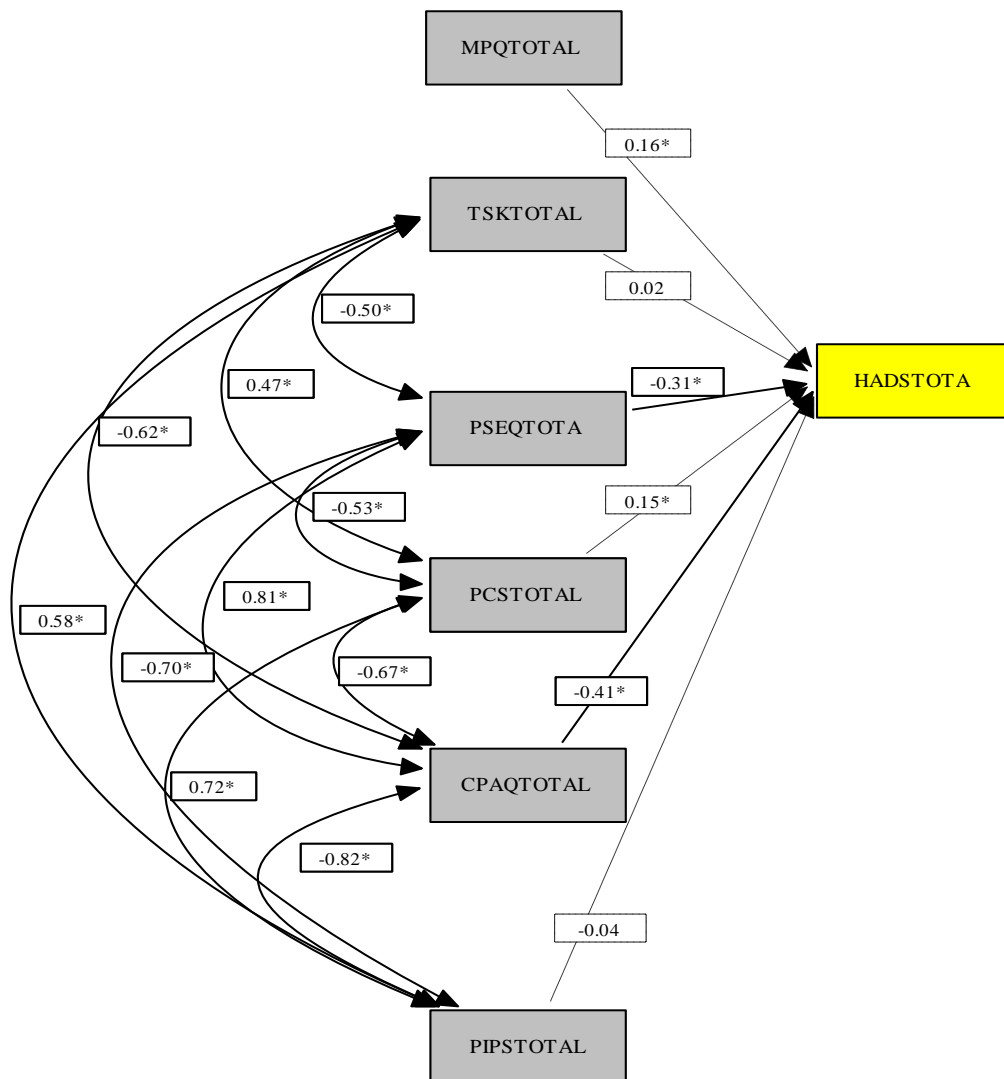 MPQTOTAL
0.16*
TSKTOTAL
0.02
-0.50*
HADSTOTA
0.47*
-0.31*
-0.62*
PSEQTOTA
0.15*
-0.53*
PCSTOTAL
0.81*
0.58*
-0.70*
-0.67*
-0.41*
CPAQTOTAL
0.72*
-0.82*
-0.04
PIPSTOTAL